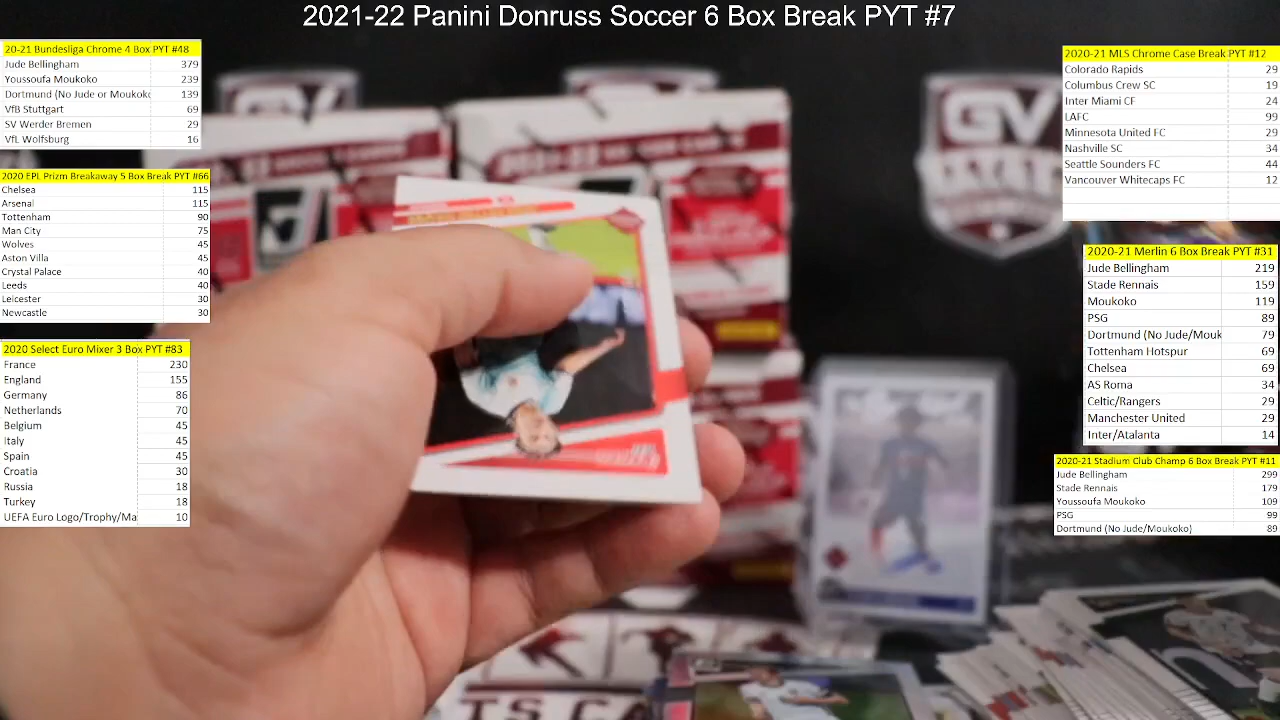 2021-22 Panini Donruss Soccer 6 Box Break PYT #7
20-21 Bundesliga Chrome 4 Box PYT #48
Jude Bellingham 379
Youssoufa Moukoko 239
Dortmund (No Jude or Moukoko 139
VfB Stuttgart 69
SV Werder Bremen 29
VfL Wolfsburg 16
2020 EPL Prizm Breakaway 5 Box Break PYT #66
Chelsea 115
Arsenal 115
Tottenham 90
Man City 75
Wolves 45
Aston Villa 45
Crystal Palace 40
Leeds 40
Leicester 30
Newcastle 30
2020 Select Euro Mixer 3 Box PYT #83
France 230
England 155
Germany 86
Netherlands 70
Belgium 45
Italy 45
Spain 45
Croatia 30
Russia 18
Turkey 18
UEFA Euro Logo/Trophy/Ma 10
2020-21 MLS Chrome Case Break PYT #12
Colorado Rapids 29
Columbus Crew SC 19
Inter Miami CF 24
LAFC 99
Minnesota United FC 29
Nashville SC 34
Seattle Sounders FC 44
Vancouver Whitecaps FC 12
2020-21 Merlin 6 Box Break PYT #31
Jude Bellingham 219
Stade Rennais 159
Moukoko 119
PSG 89
Dortmund (No Jude/Mouk 79
Tottenham Hotspur 69
Chelsea 69
AS Roma 34
Celtic/Rangers 29
Manchester United 29
Inter/Atalanta 14
2020-21 Stadium Club Champ 6 Box Break PYT #11
Jude Bellingham 299
Stade Rennais 179
Youssoufa Moukoko 109
PSG 99
Dortmund (No Jude/Moukoko) 89
GV
TS CA